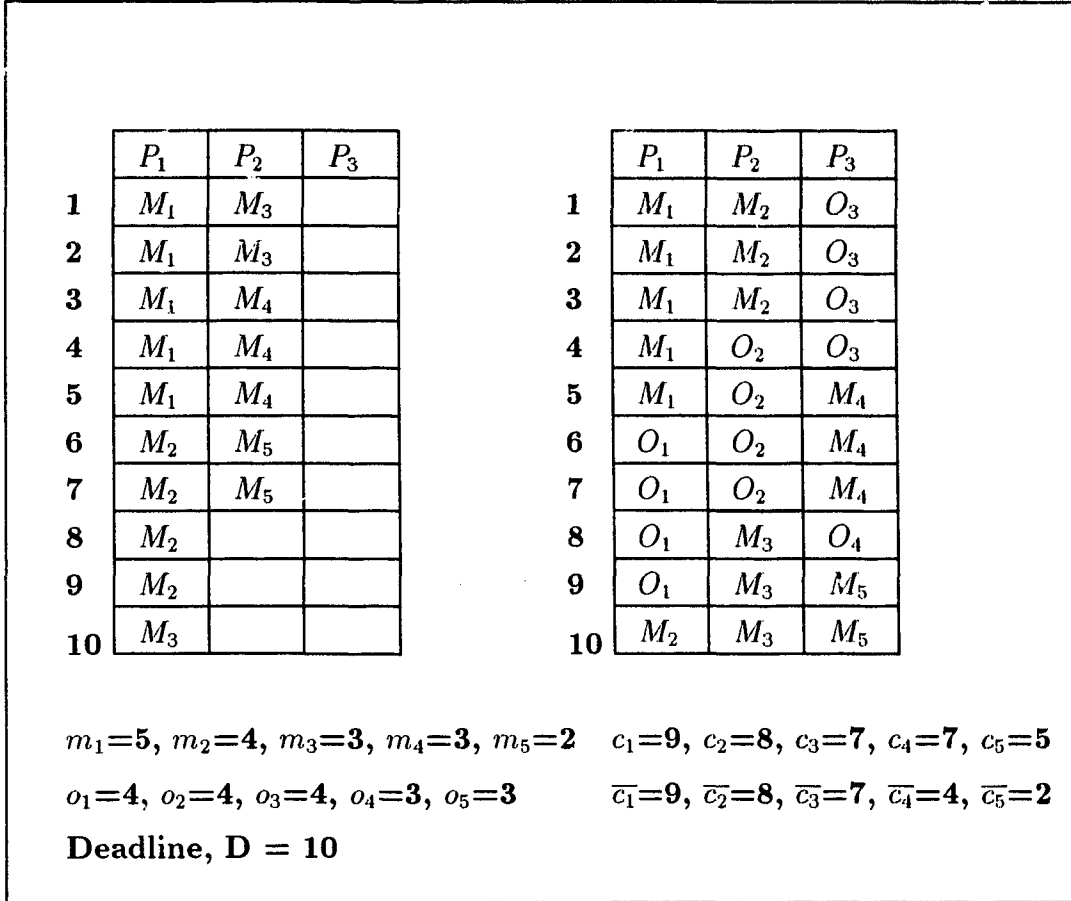 P₁ P₂ P₃
1 M₁ M₃
2 M₁ M₃
3 M₁ M₄
4 M₁ M₄
5 M₁ M₄
6 M₂ M₅
7 M₂ M₅
8 M₂
9 M₂
10 M₃
P₁ P₂ P₃
1 M₁ M₂ O₃
2 M₁ M₂ O₃
3 M₁ M₂ O₃
4 M₁ O₂ O₃
5 M₁ O₂ M₄
6 O₁ O₂ M₄
7 O₁ O₂ M₄
8 O₁ M₃ O₄
9 O₁ M₃ M₅
10 M₂ M₃ M₅
m₁=5, m₂=4, m₃=3, m₄=3, m₅=2 c₁=9, c₂=8, c₃=7, c₄=7, c₅=5
o₁=4, o₂=4, o₃=4, o₄=3, o₅=3 c̅₁=9, c̅₂=8, c̅₃=7, c̅₄=4, c̅₅=2
Deadline, D = 10